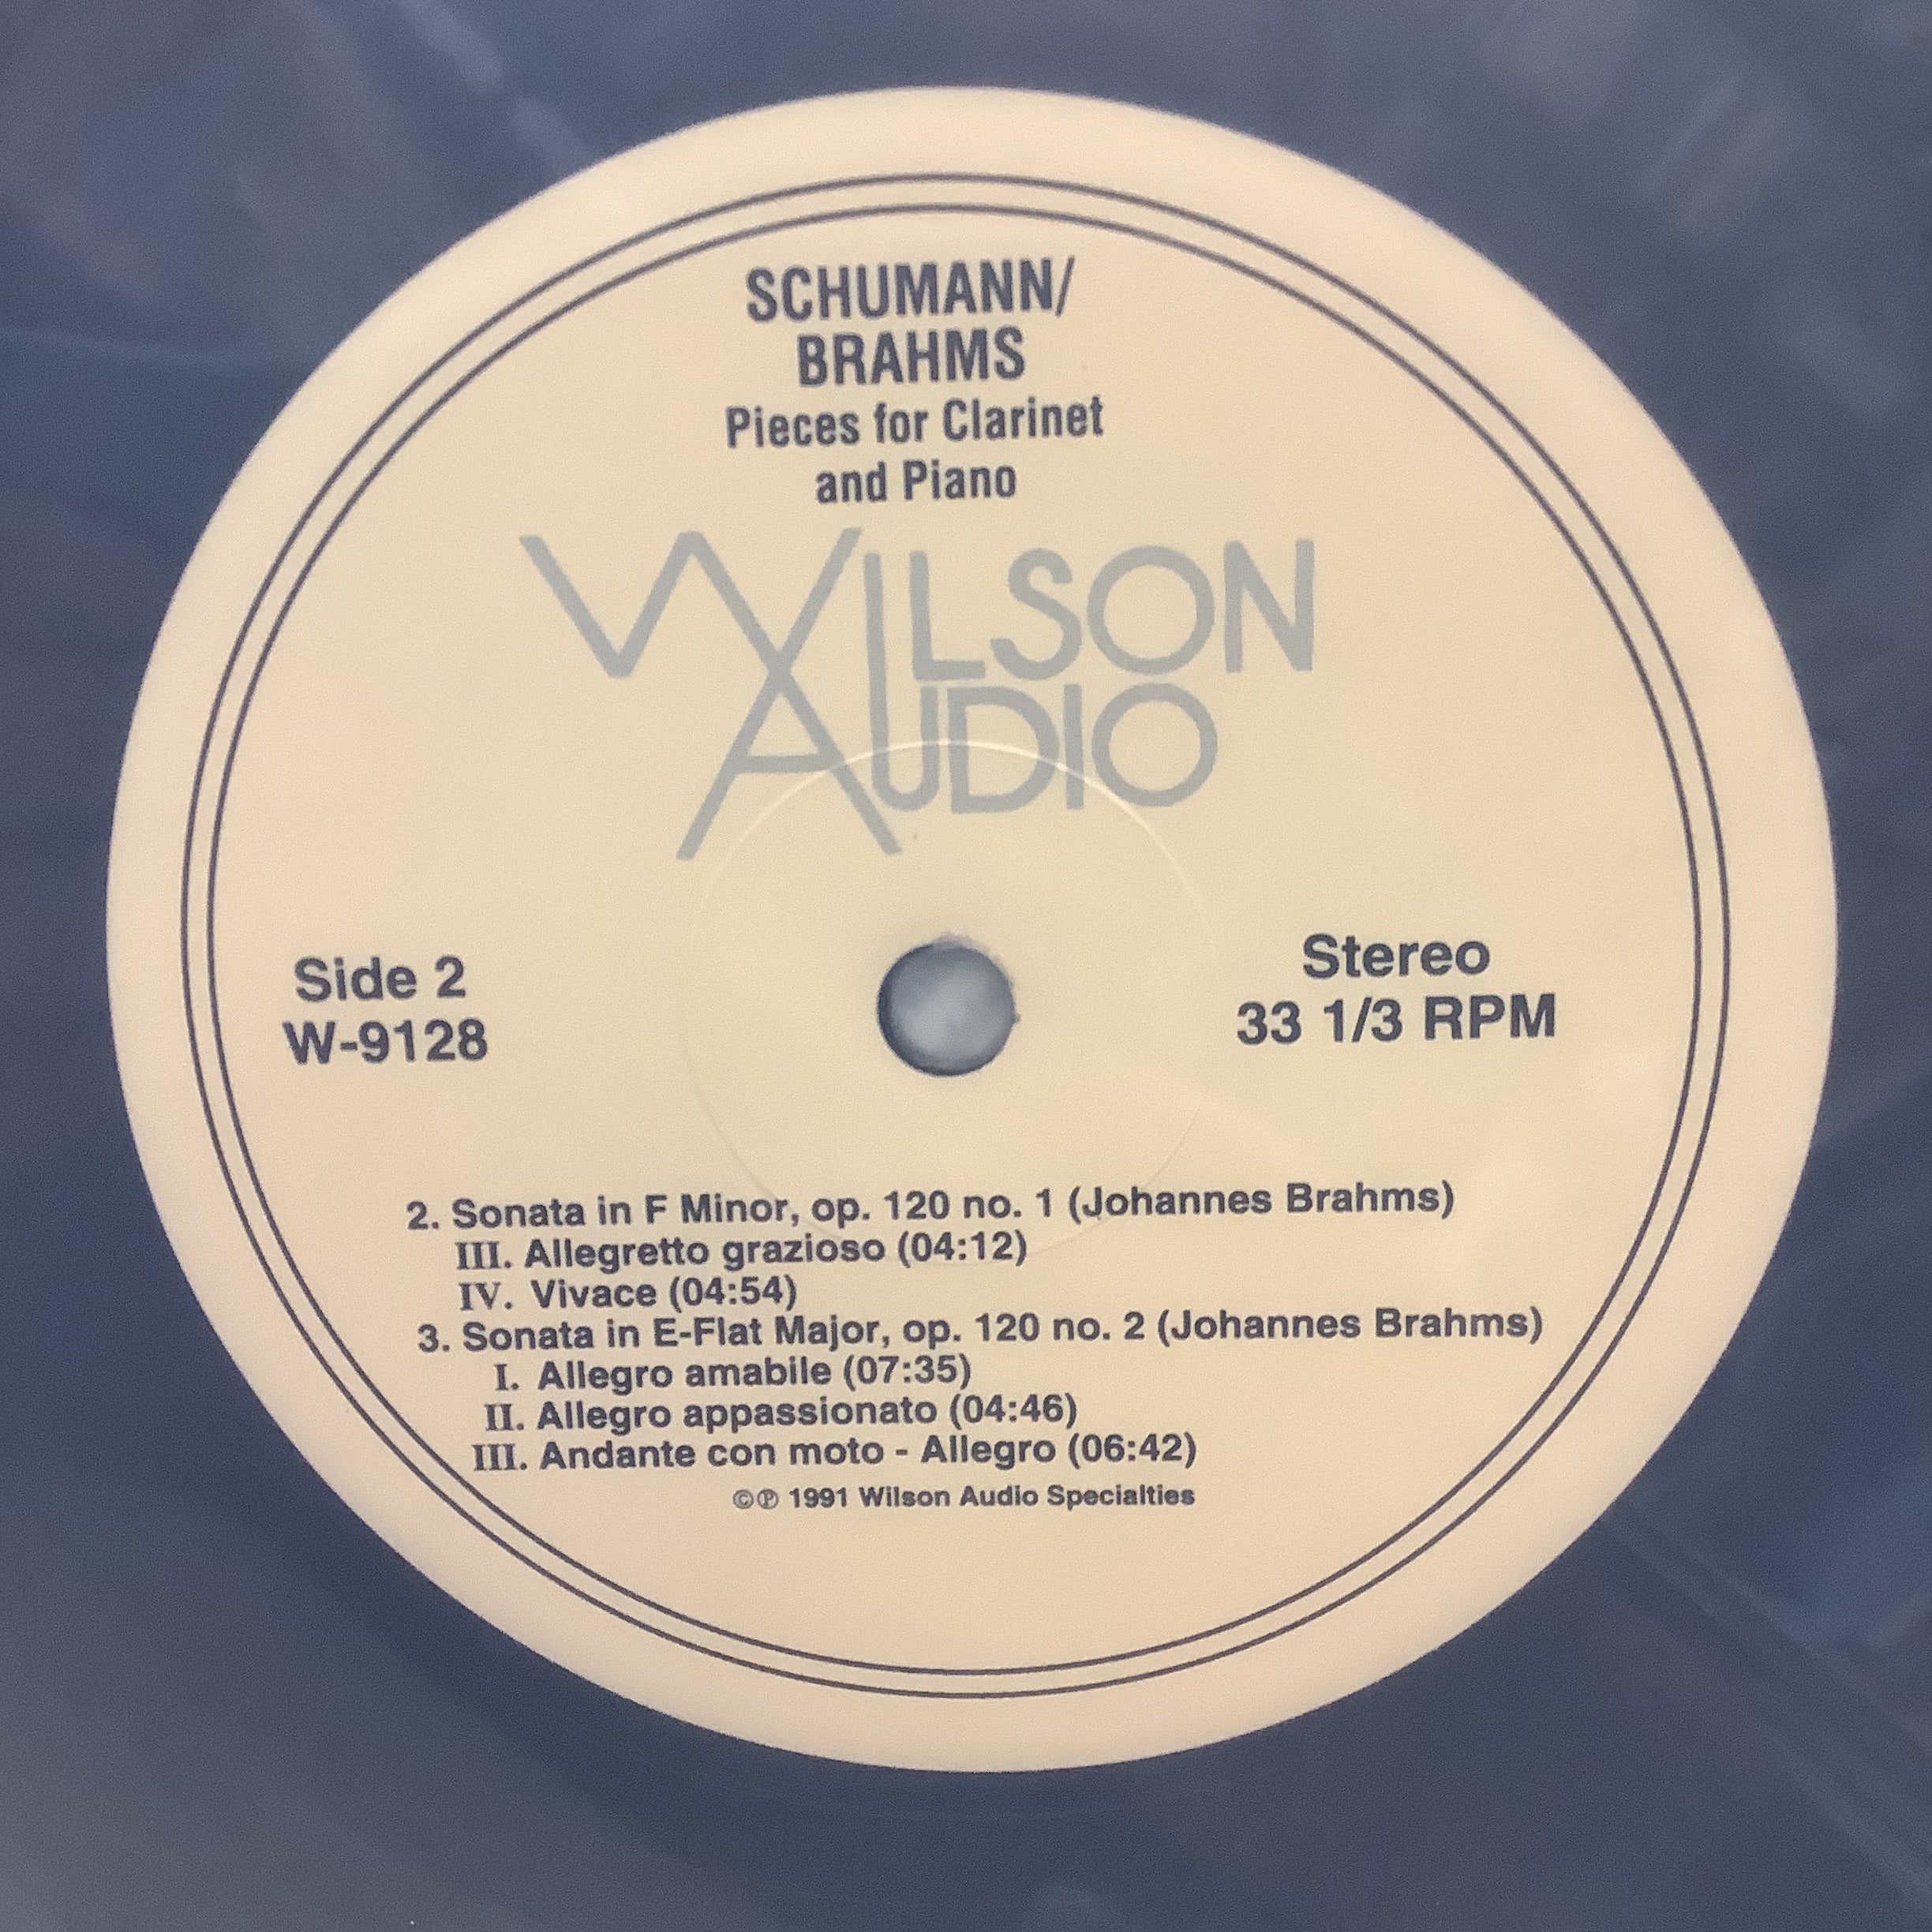 SCHUMANN/
BRAHMS
Pieces for Clarinet
and Piano
WILSON
AUDIO
Side 2
W-9128
Stereo
33 1/3 RPM
2. Sonata in F Minor, op. 120 no. 1 (Johannes Brahms)
III. Allegretto grazioso (04:12)
IV. Vivace (04:54)
3. Sonata in E-Flat Major, op. 120 no. 2 (Johannes Brahms)
I. Allegro amabile (07:35)
II. Allegro appassionato (04:46)
III. Andante con moto - Allegro (06:42)
©℗ 1991 Wilson Audio Specialties